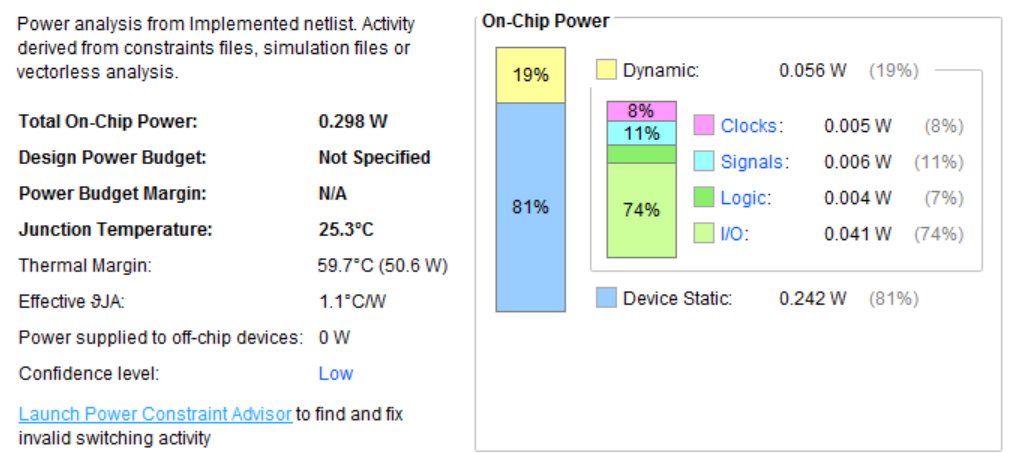 Power analysis from Implemented netlist. Activity
derived from constraints files, simulation files or
vectorless analysis.
Total On-Chip Power: 0.298 W
Design Power Budget: Not Specified
Power Budget Margin: N/A
Junction Temperature: 25.3°C
Thermal Margin: 59.7°C (50.6 W)
Effective ϑJA: 1.1°C/W
Power supplied to off-chip devices: 0 W
Confidence level: Low
Launch Power Constraint Advisor to find and fix
invalid switching activity
On-Chip Power
19%
81%
Dynamic: 0.056 W (19%)
8%
11%
74%
Clocks: 0.005 W (8%)
Signals: 0.006 W (11%)
Logic: 0.004 W (7%)
I/O: 0.041 W (74%)
Device Static: 0.242 W (81%)